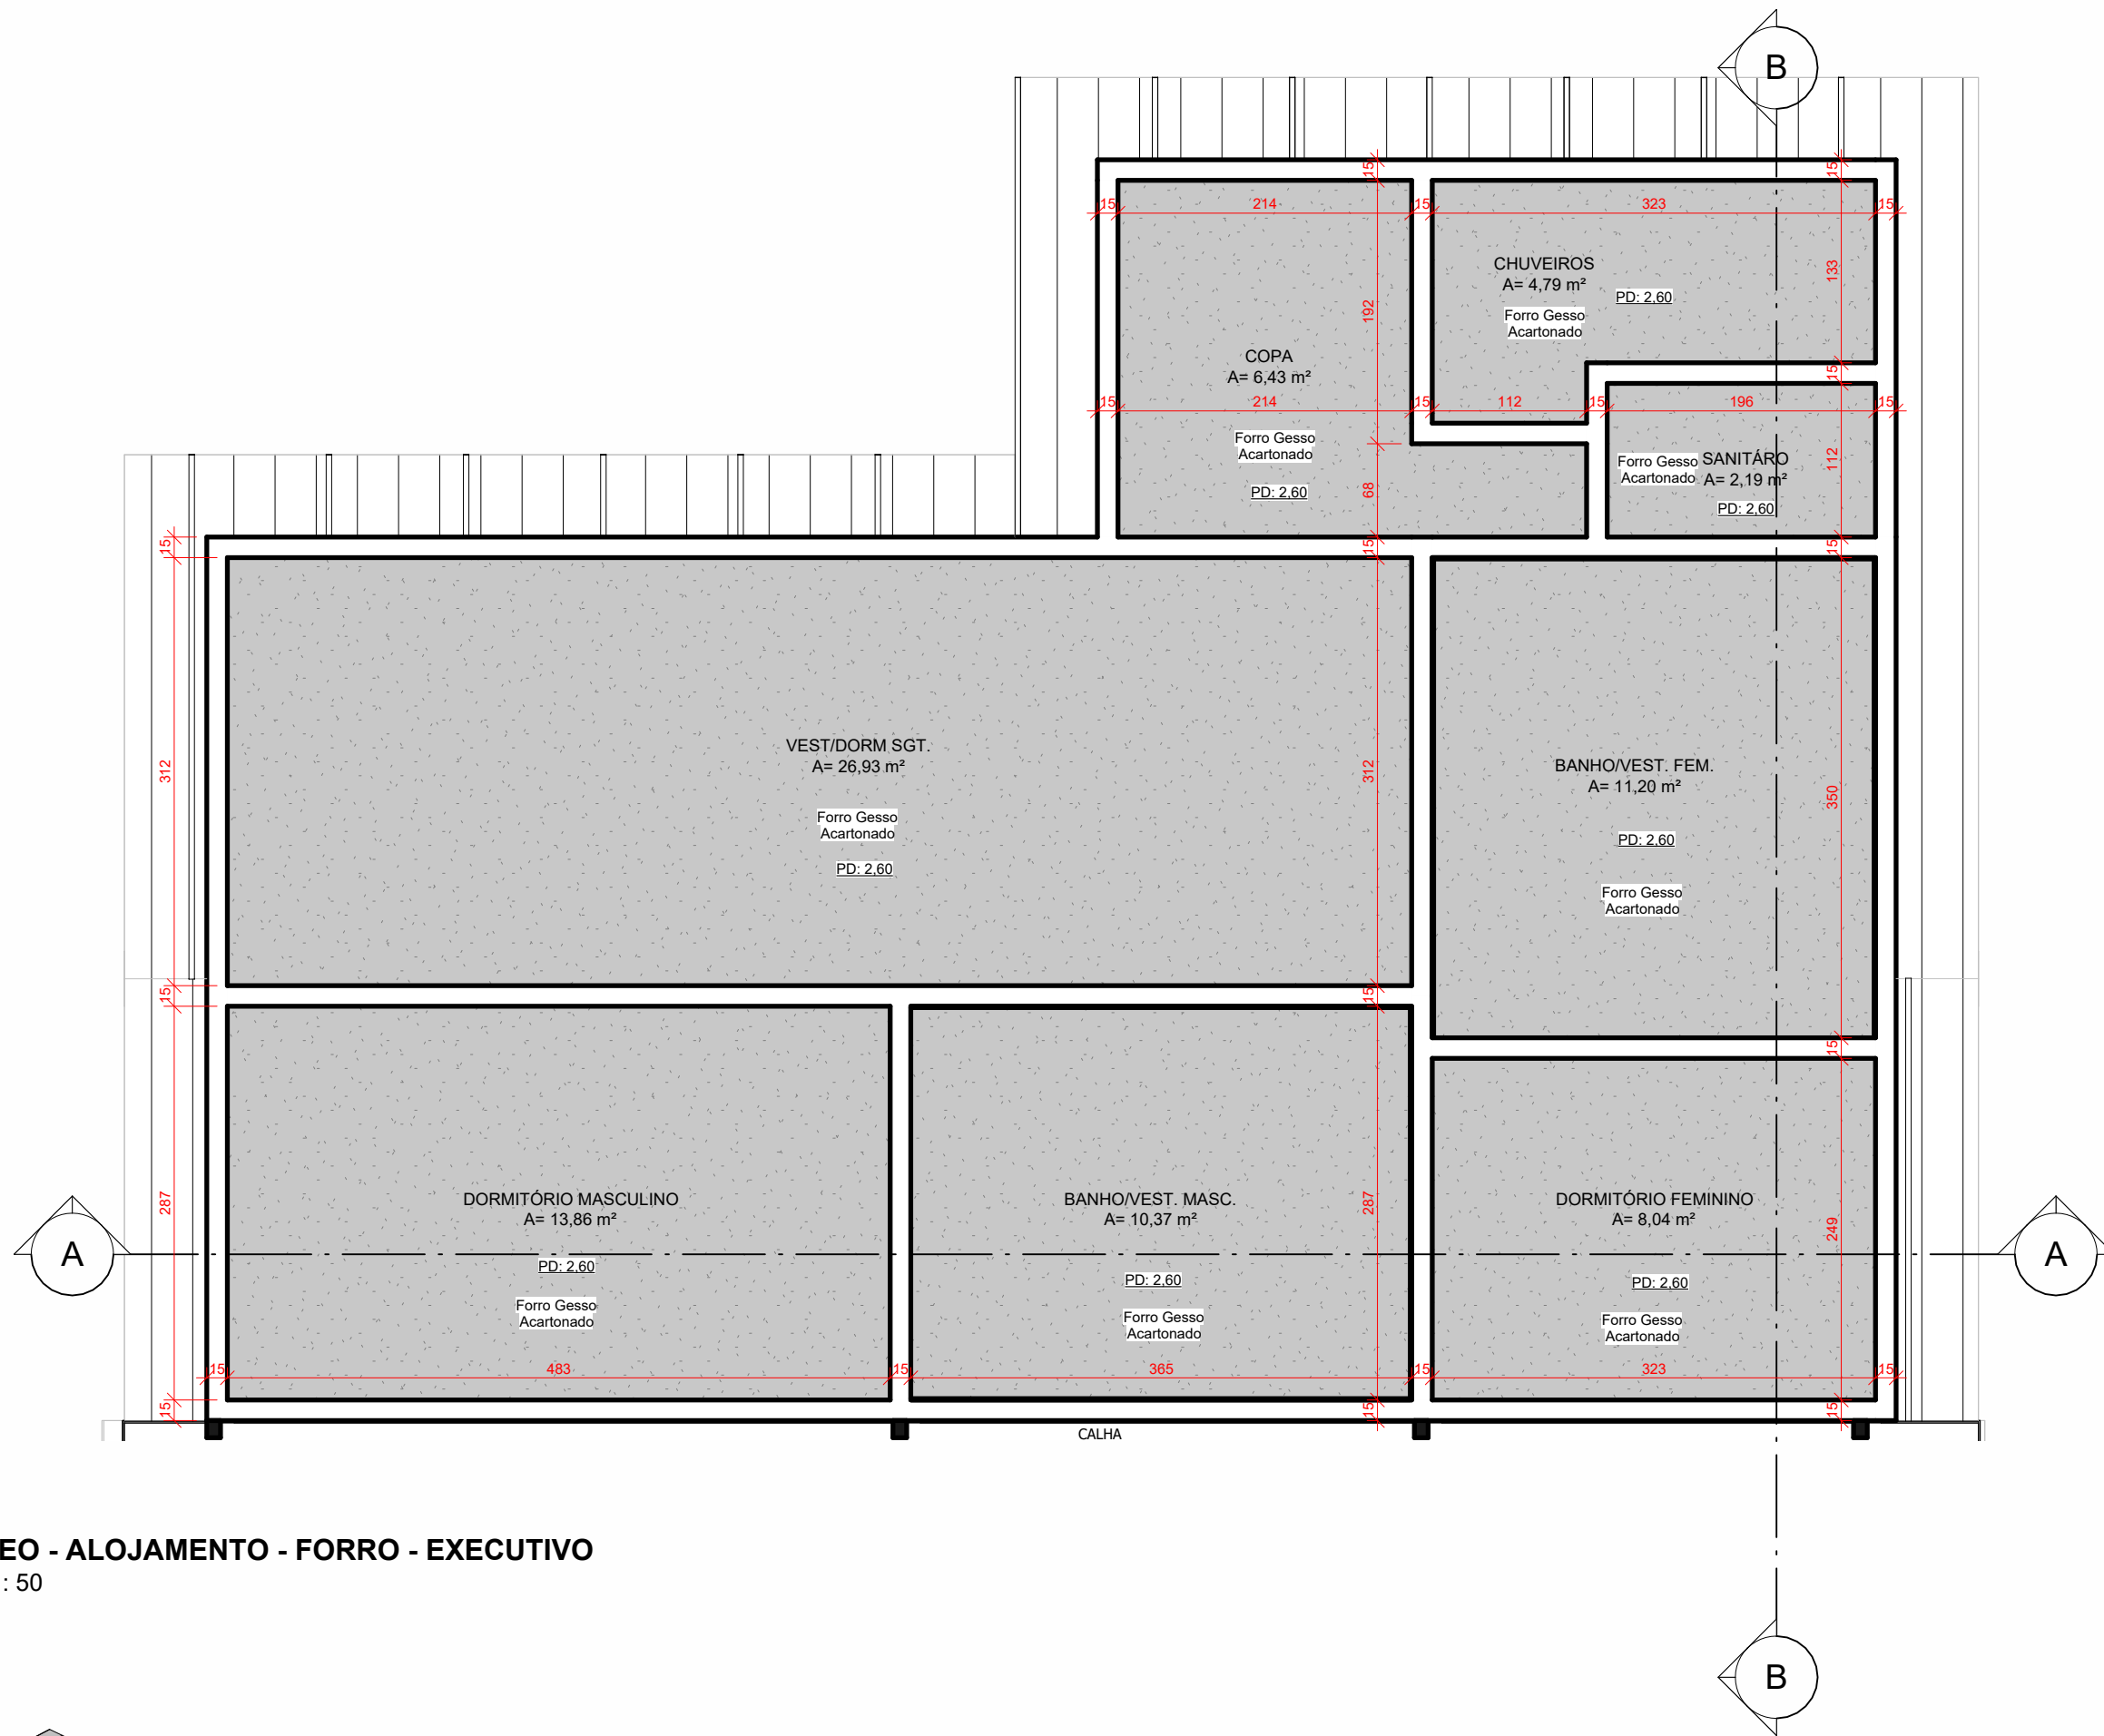 B
15
15
15
214
15
323
15
CHUVEIROS
A= 4,79 m²
PD: 2,60
133
192
Forro Gesso
Acartonado
COPA
A= 6,43 m²
15
15
214
15
112
15
196
15
Forro Gesso
Acartonado
Forro Gesso
Acartonado
SANITÁRO
A= 2,19 m²
112
PD: 2,60
68
PD: 2,60
15
15
15
VEST/DORM SGT.
A= 26,93 m²
312
312
BANHO/VEST. FEM.
A= 11,20 m²
350
Forro Gesso
Acartonado
PD: 2,60
PD: 2,60
Forro Gesso
Acartonado
15
15
15
DORMITÓRIO MASCULINO
A= 13,86 m²
BANHO/VEST. MASC.
A= 10,37 m²
DORMITÓRIO FEMININO
A= 8,04 m²
287
287
249
A
A
PD: 2,60
PD: 2,60
PD: 2,60
Forro Gesso
Acartonado
Forro Gesso
Acartonado
Forro Gesso
Acartonado
15
483
15
365
15
323
15
15
15
15
CALHA
EO - ALOJAMENTO - FORRO - EXECUTIVO
: 50
B